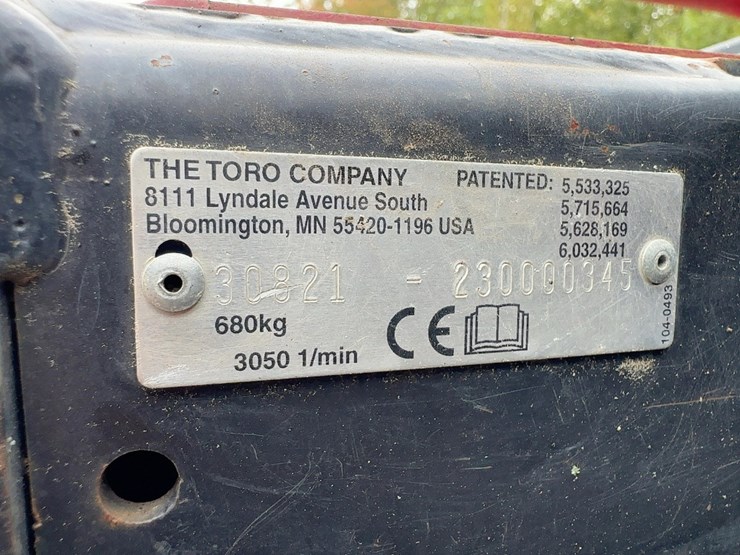 THE TORO COMPANY
8111 Lyndale Avenue South
Bloomington, MN 55420-1196 USA
PATENTED: 5,533,325
5,715,664
5,628,169
6,032,441
30821 - 230000345
680kg
3050 1/min
CE
104-0493